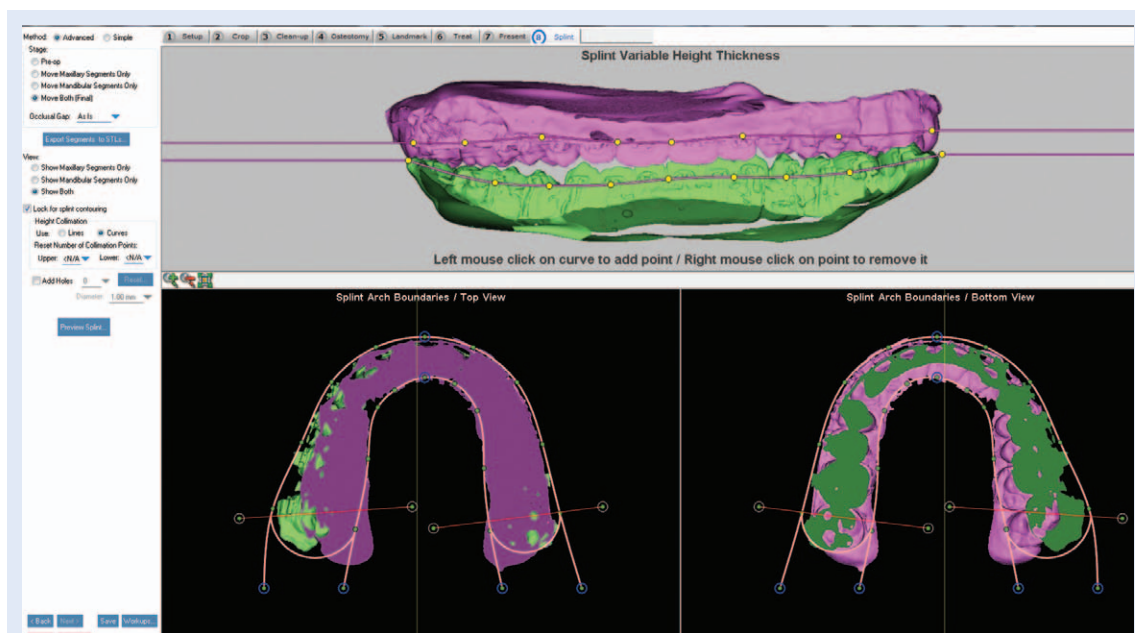 Method: Advanced Simple
1 Setup 2 Crop 3 Clean-up 4 Osteotomy 5 Landmark 6 Treat 7 Present 8 Splint
Stage:
Pre-op
Move Maxillary Segments Only
Move Mandibular Segments Only
Move Both (Final)
Occlusal Gap: As Is
Export Segments to STLs...
View:
Show Maxillary Segments Only
Show Mandibular Segments Only
Show Both
Lock for splint contouring
Height Collimation
Use: Lines Curves
Reset Number of Collimation Points:
Upper: <N/A Lower: <N/A
Add Holes 8 Reset
Diameter: 1.00 mm
Preview Splint...
< Back Next > Save Workups...
Splint Variable Height Thickness
Left mouse click on curve to add point / Right mouse click on point to remove it
Splint Arch Boundaries / Top View
Splint Arch Boundaries / Bottom View